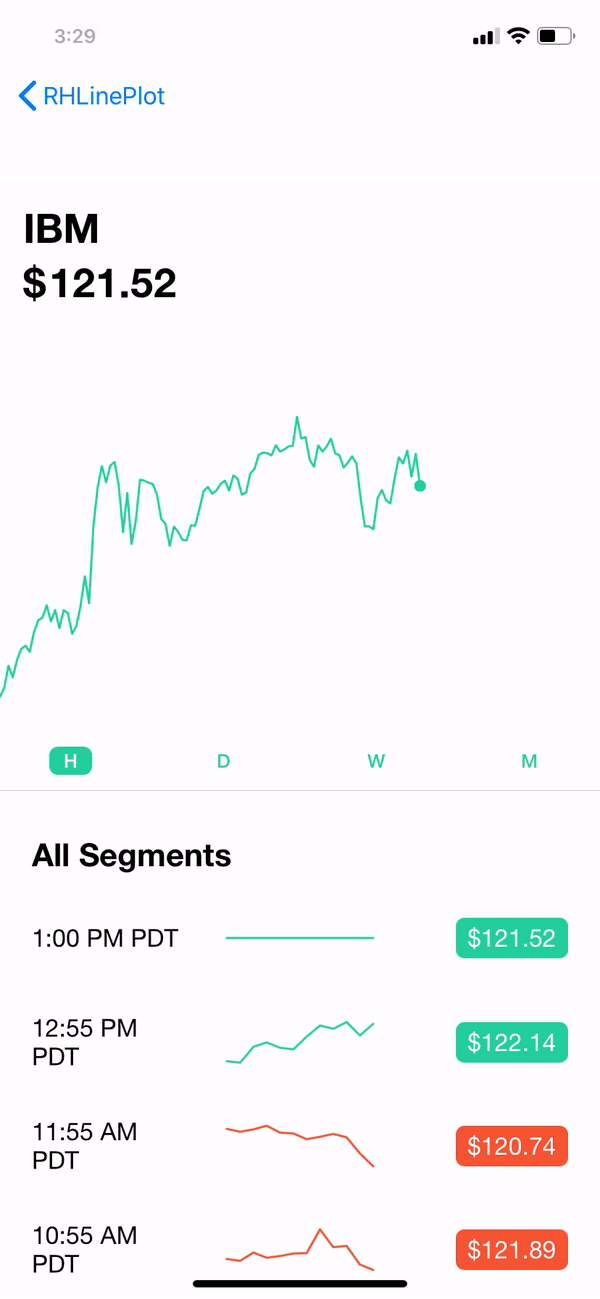 3:29
RHLinePlot
IBM
$121.52
H D W M
All Segments
1:00 PM PDT $121.52
12:55 PM
PDT
$122.14
11:55 AM
PDT
$120.74
10:55 AM
PDT
$121.89